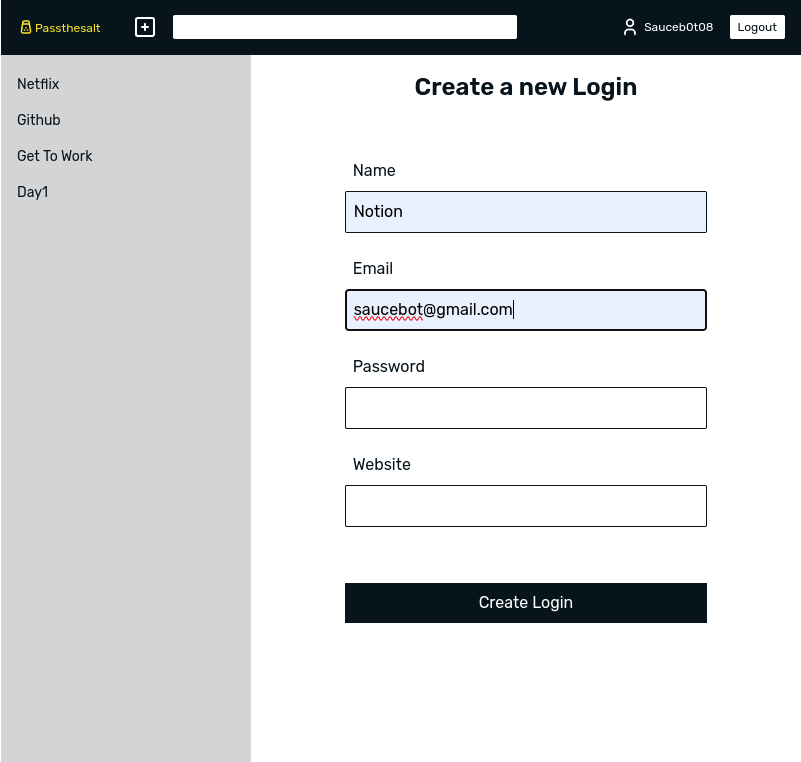 Passthesalt
Sauceb0t08
Logout
Netflix
Github
Get To Work
Day1
Create a new Login
Name
Notion
Email
saucebot@gmail.com
Password
Website
Create Login